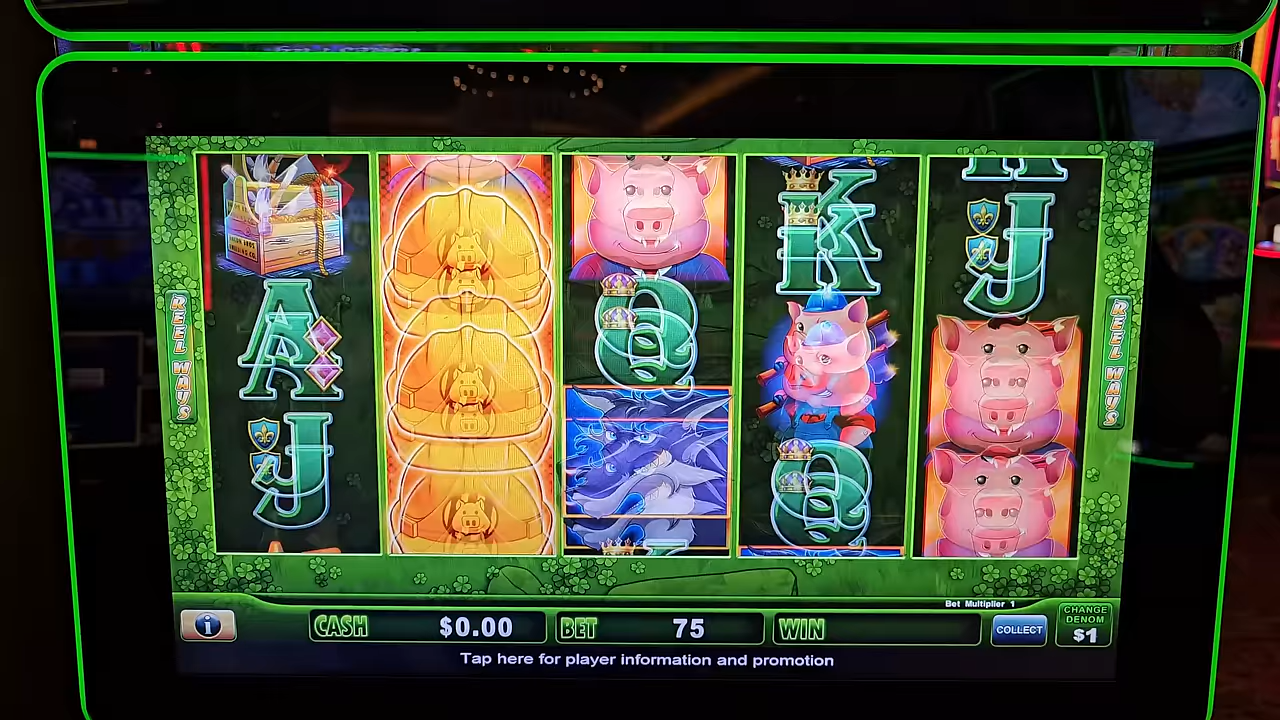 K
A
Q
J
J
Q
REEL WAYS
REEL WAYS
Bet Multiplier 1
CASH $0.00 BET 75 WIN COLLECT
CHANGE
DENOM
$1
Tap here for player information and promotion